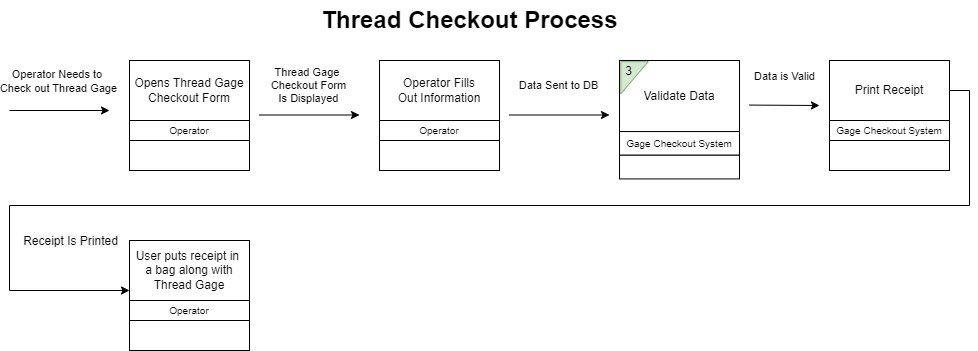 Thread Checkout Process
Operator Needs to
Check out Thread Gage
Opens Thread Gage
Checkout Form
Operator
Thread Gage
Checkout Form
Is Displayed
Operator Fills
Out Information
Operator
Data Sent to DB
3
Validate Data
Gage Checkout System
Data is Valid
Print Receipt
Gage Checkout System
Receipt Is Printed
User puts receipt in
a bag along with
Thread Gage
Operator